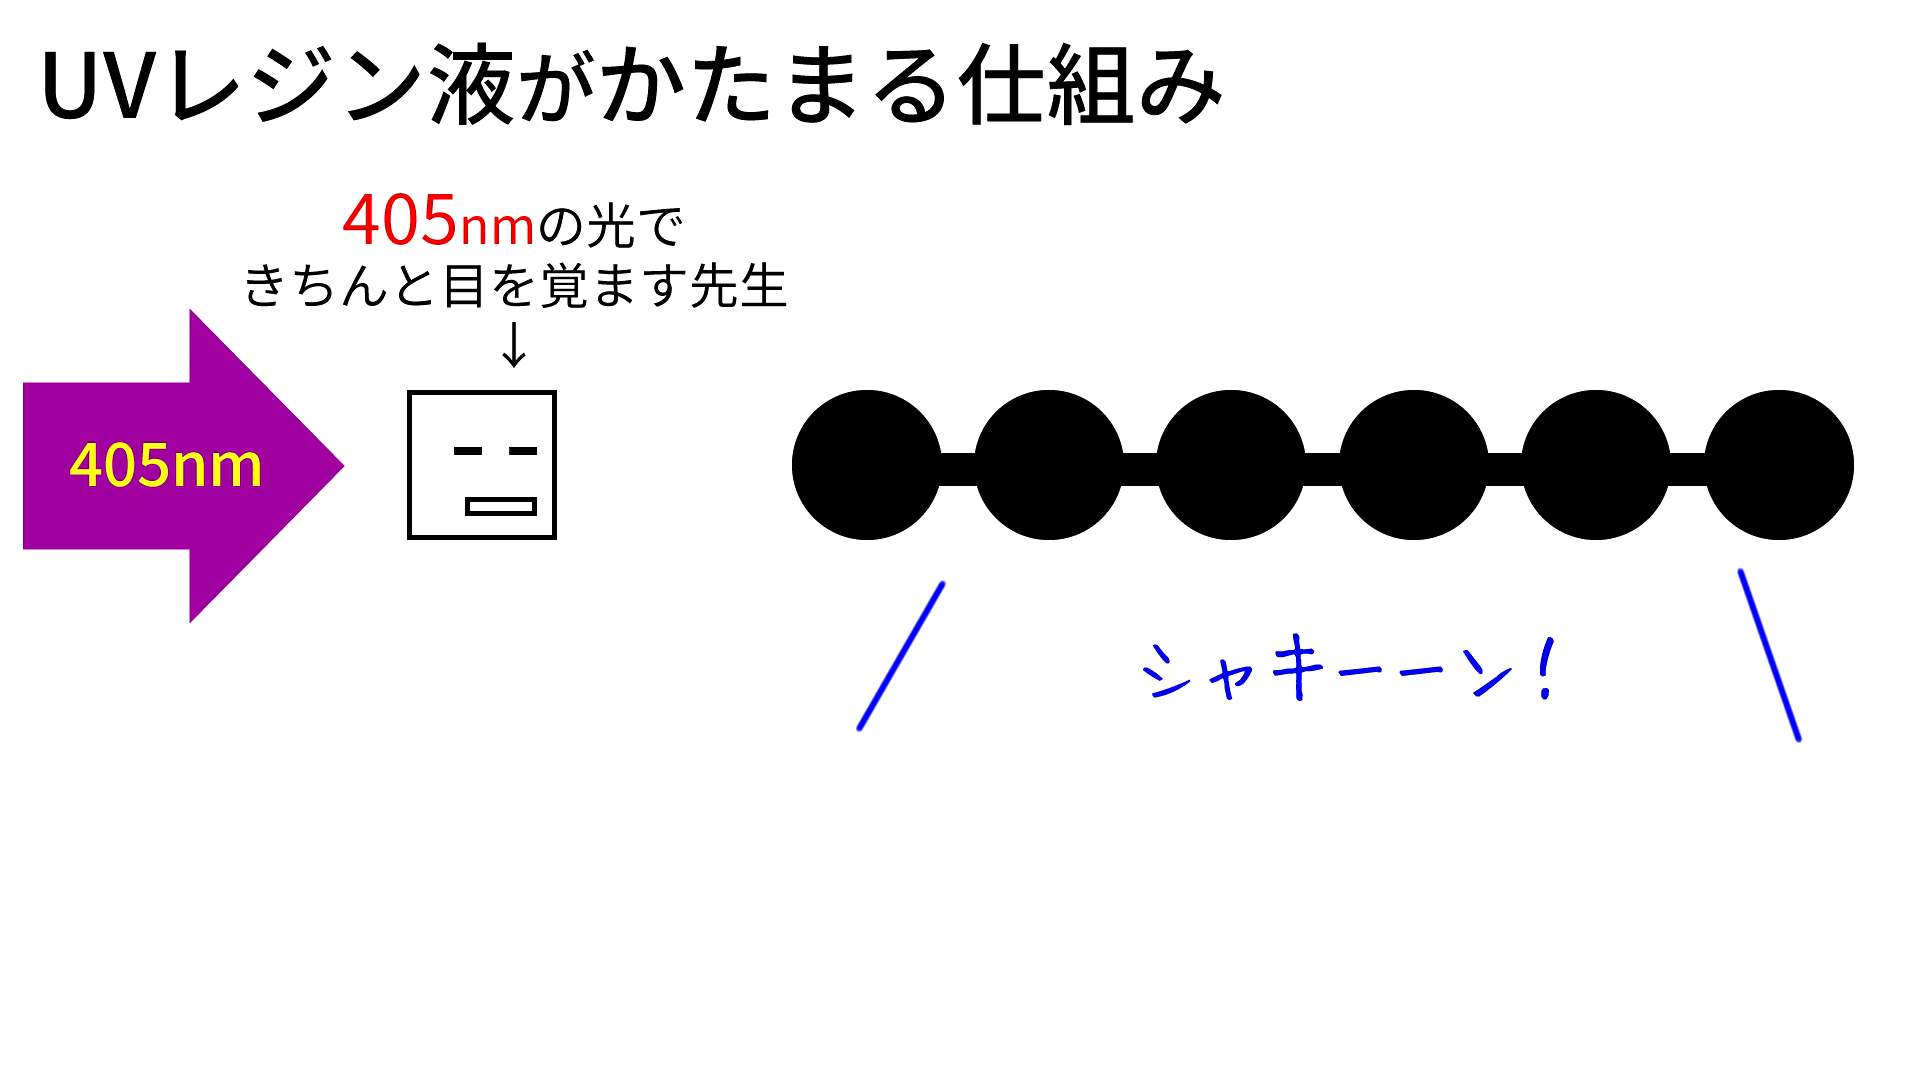 UVレジン液がかたまる仕組み
405nmの光で
きちんと目を覚ます先生
↓
405nm
シャキーーン!